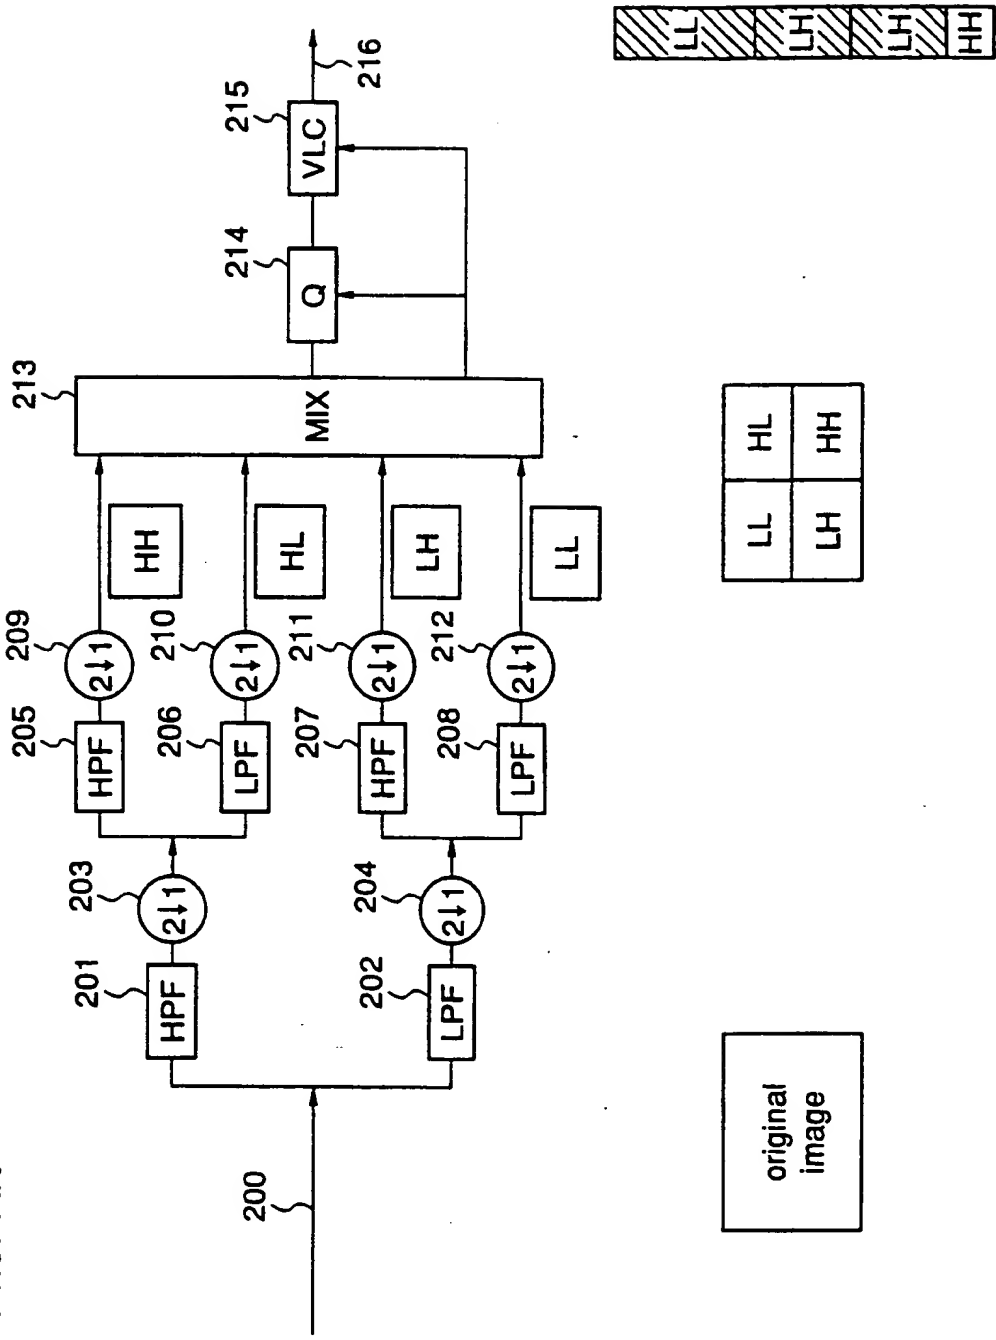 213
209
205
HPF
2↓1
203
201
HH
206
210
HPF
2↓1
215
214
LPF
2↓1
HL
200
207
211
Q
VLC
MIX
216
204
202
HPF
2↓1
LH
208
212
LPF
2↓1
LPF
2↓1
LL
LL
LH
LH
HH
original
image
LL
HL
LH
HH